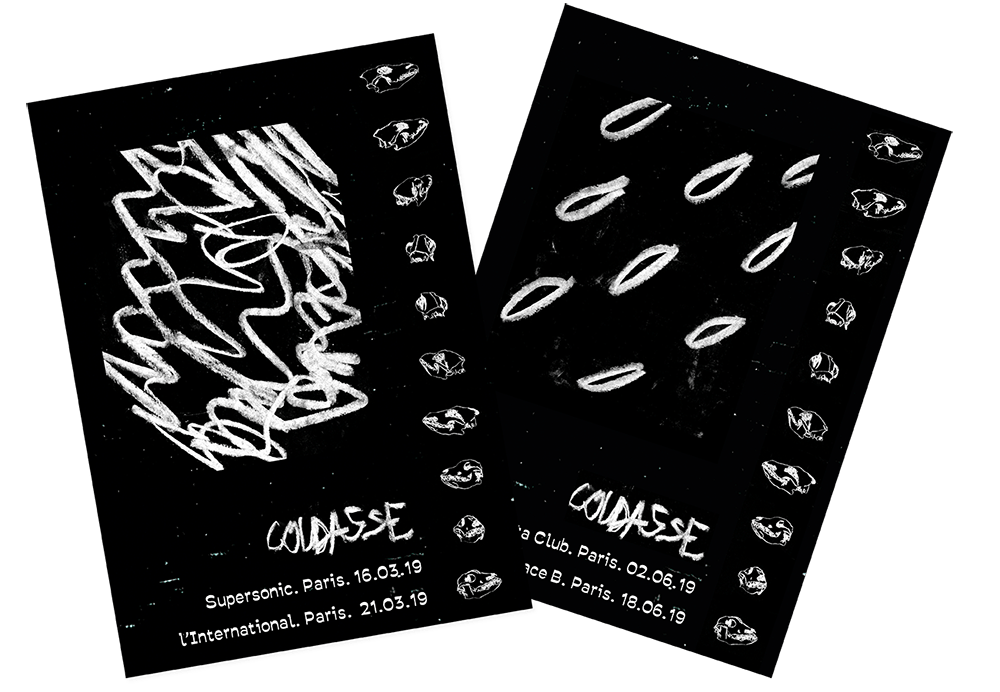 COUDASSE
Supersonic. Paris. 16.03.19
l'International. Paris. 21.03.19
COUDASSE
Club. Paris. 02.06.19
B. Paris. 18.06.19